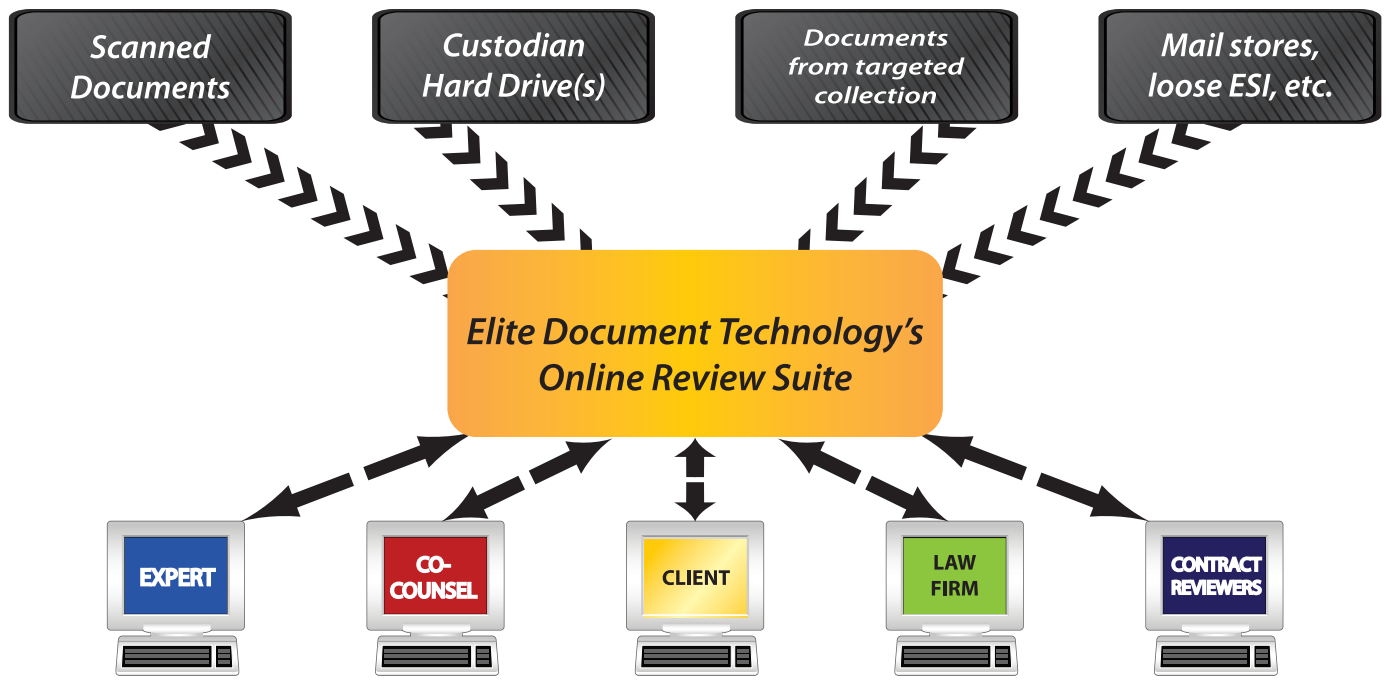 Scanned
Documents
Custodian
Hard Drive(s)
Documents
from targeted
collection
Mail stores,
loose ESI, etc.
Elite Document Technology’s
Online Review Suite
EXPERT
CO-
COUNSEL
CLIENT
LAW
FIRM
CONTRACT
REVIEWERS